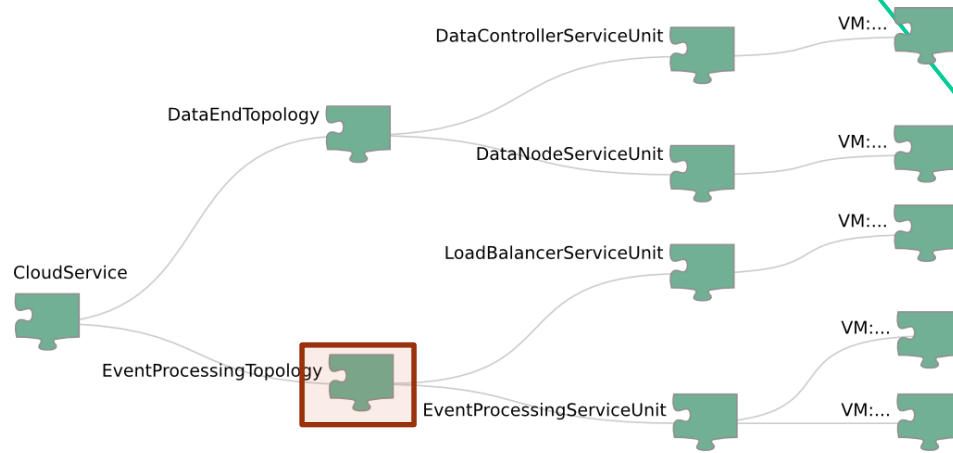 VM:...
DataControllerServiceUnit
DataEndTopology
VM:...
DataNodeServiceUnit
VM:...
LoadBalancerServiceUnit
CloudService
VM:...
EventProcessingTopology
EventProcessingServiceUnit
VM:...